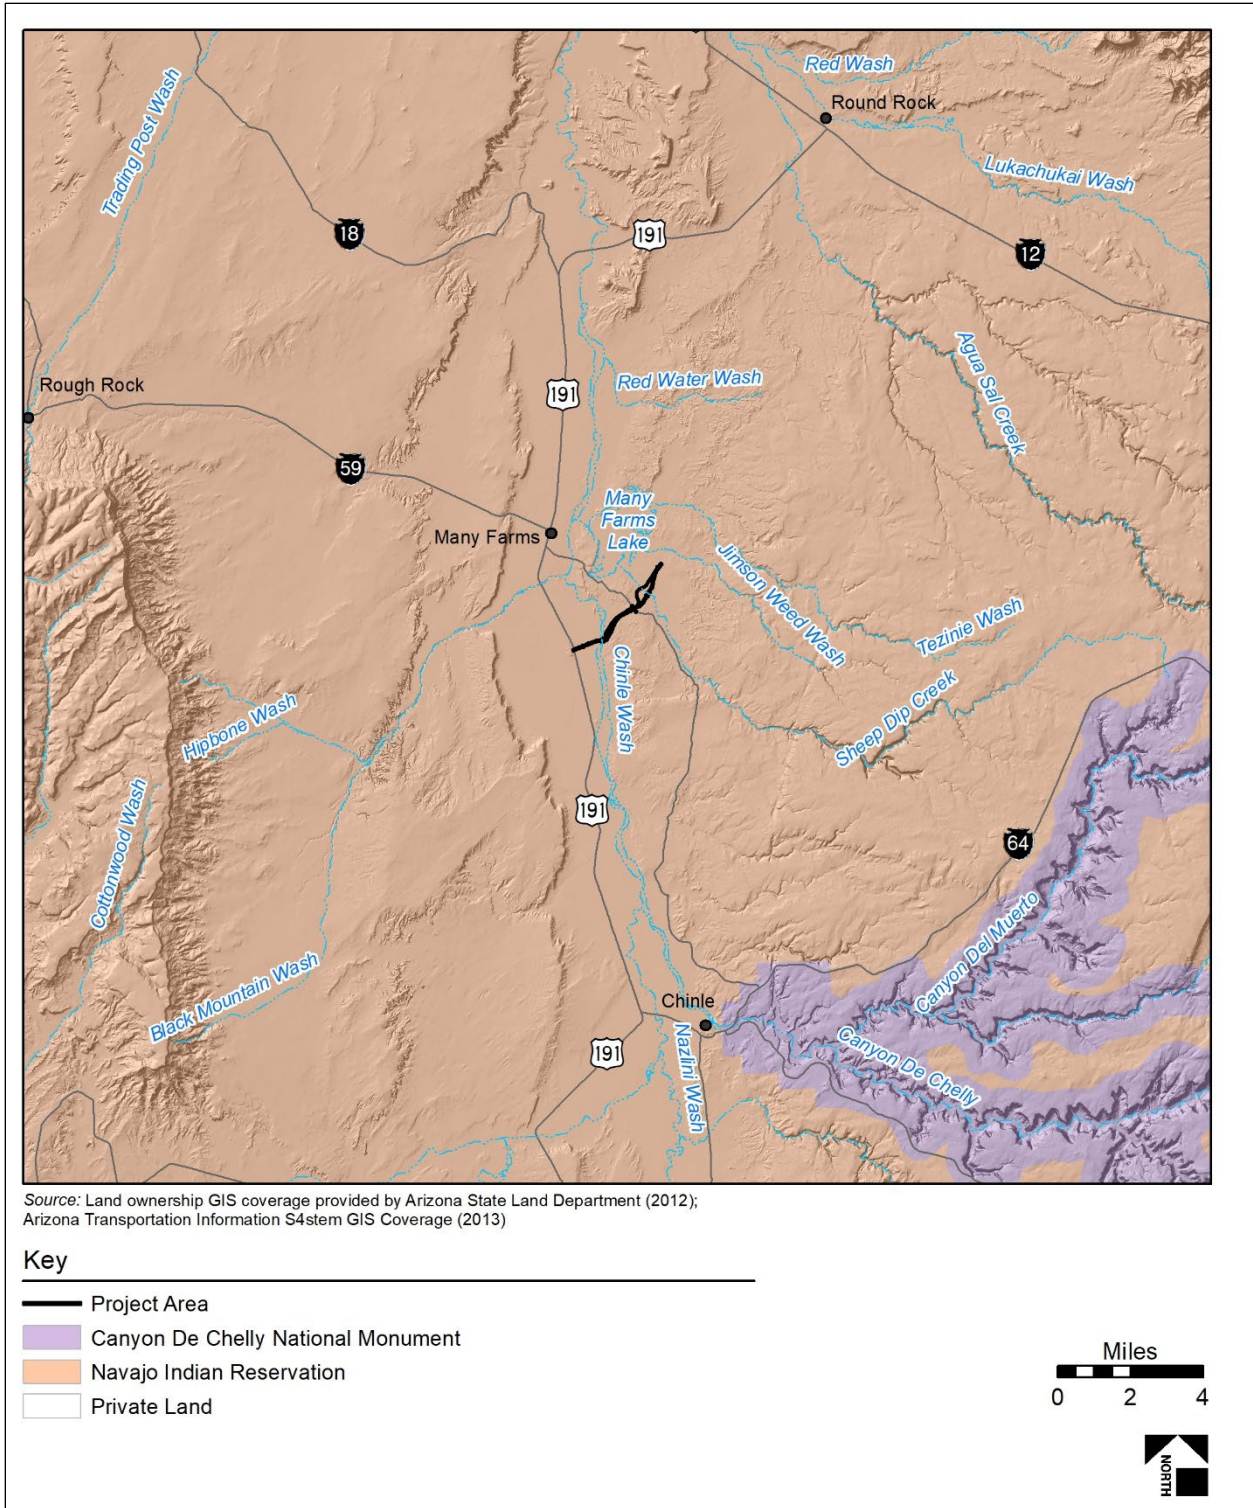 Red Wash
Round Rock
Trading Post Wash
Lukachukai Wash
18
191
12
Agua Sal Creek
Rough Rock
Red Water Wash
191
59
Many
Farms
Lake
Many Farms
Jimson Weed Wash
Tezinie Wash
Chinle Wash
Sheep Dip Creek
Hipbone Wash
Cottonwood Wash
191
64
Canyon Del Muerto
Black Mountain Wash
Chinle
Nazlini Wash
Canyon De Chelly
191
Source: Land ownership GIS coverage provided by Arizona State Land Department (2012);
Arizona Transportation Information S4stem GIS Coverage (2013)
Key
Project Area
Canyon De Chelly National Monument
Navajo Indian Reservation
Private Land
Miles
0 2 4
NORTH